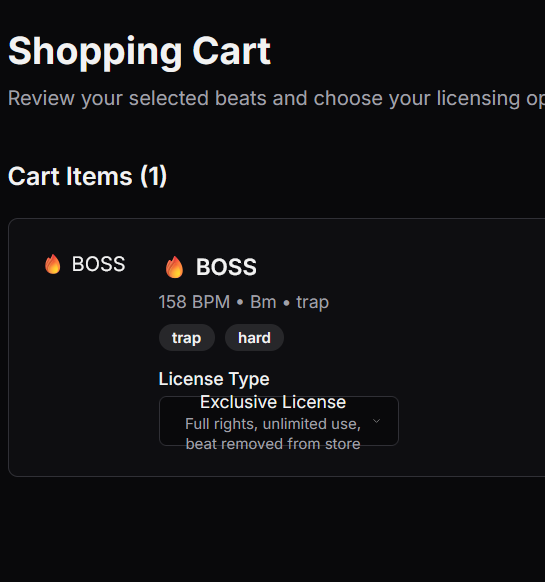 Shopping Cart
Review your selected beats and choose your licensing
Cart Items (1)
🔥 BOSS
🔥 BOSS
158 BPM • Bm • trap
trap hard
License Type
Exclusive License
Full rights, unlimited use,
beat removed from store